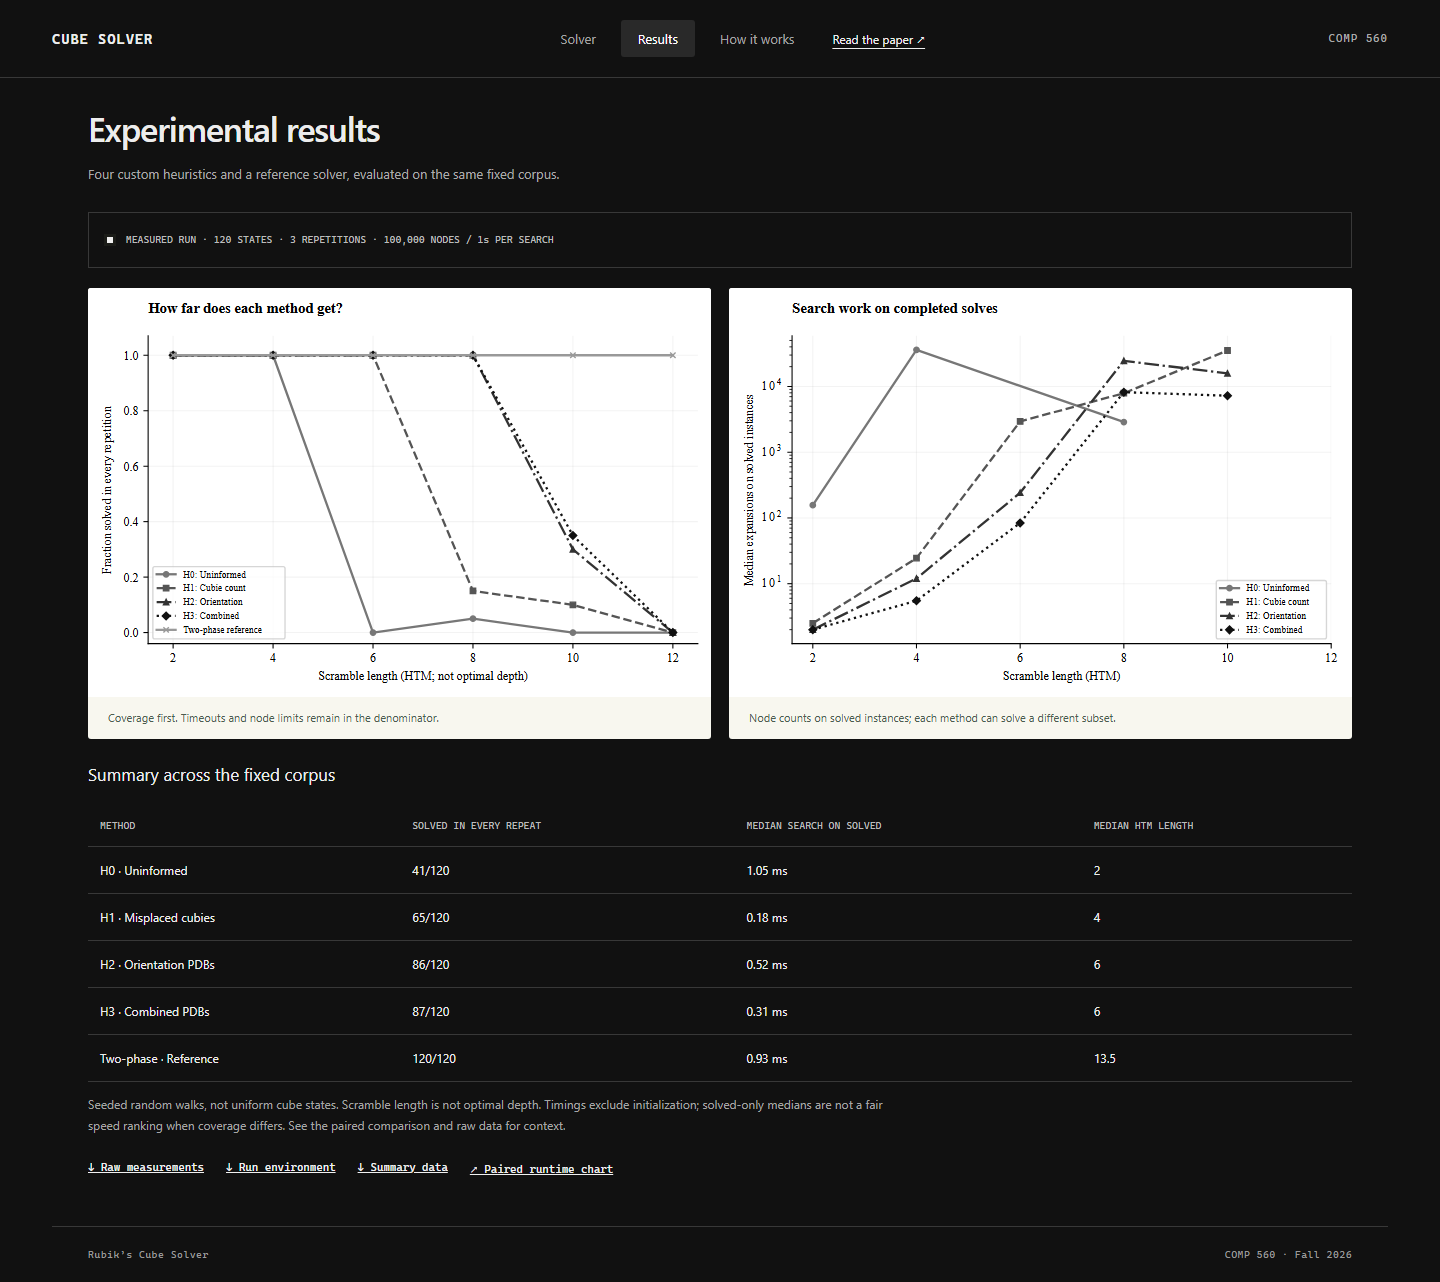 CUBE SOLVER
Solver
Results
How it works
Read the paper ↗
COMP 560
Experimental results
Four custom heuristics and a reference solver, evaluated on the same fixed corpus.
MEASURED RUN · 120 STATES · 3 REPETITIONS · 100,000 NODES / 1s PER SEARCH
How far does each method get?
Fraction solved in every repetition
1.0
0.8
0.6
0.4
0.2
0.0
H0: Uninformed
H1: Cubie count
H2: Orientation
H3: Combined
Two-phase reference
2 4 6 8 10 12
Scramble length (HTM; not optimal depth)
Coverage first. Timeouts and node limits remain in the denominator.
Search work on completed solves
Median expansions on solved instances
10^4
10^3
10^2
10^1
H0: Uninformed
H1: Cubie count
H2: Orientation
H3: Combined
2 4 6 8 10 12
Scramble length (HTM)
Node counts on solved instances; each method can solve a different subset.
Summary across the fixed corpus
METHOD SOLVED IN EVERY REPEAT MEDIAN SEARCH ON SOLVED MEDIAN HTM LENGTH
H0 · Uninformed 41/120 1.05 ms 2
H1 · Misplaced cubies 65/120 0.18 ms 4
H2 · Orientation PDBs 86/120 0.52 ms 6
H3 · Combined PDBs 87/120 0.31 ms 6
Two-phase · Reference 120/120 0.93 ms 13.5
Seeded random walks, not uniform cube states. Scramble length is not optimal depth. Timings exclude initialization; solved-only medians are not a fair
speed ranking when coverage differs. See the paired comparison and raw data for context.
↓ Raw measurements ↓ Run environment ↓ Summary data ↗ Paired runtime chart
Rubik's Cube Solver
COMP 560 · Fall 2026